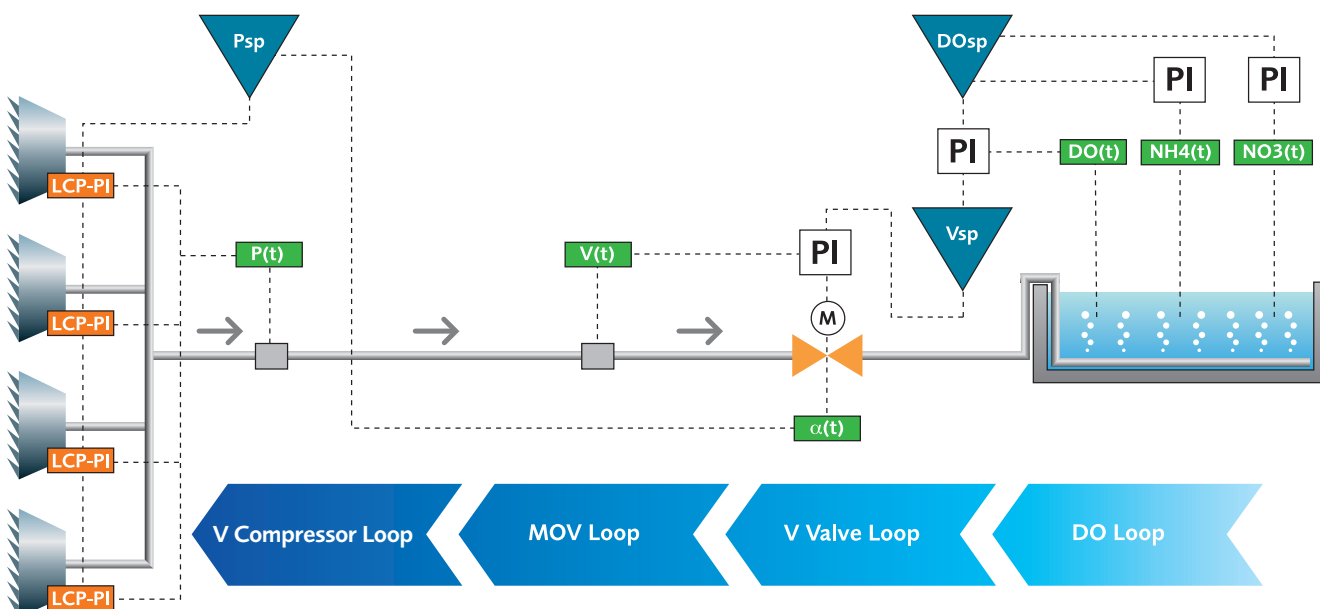 Psp
DOsp
PI
PI
PI
DO(t)
NH4(t)
NO3(t)
LCP-PI
Vsp
P(t)
V(t)
PI
LCP-PI
M
α(t)
LCP-PI
V Compressor Loop
MOV Loop
V Valve Loop
DO Loop
LCP-PI